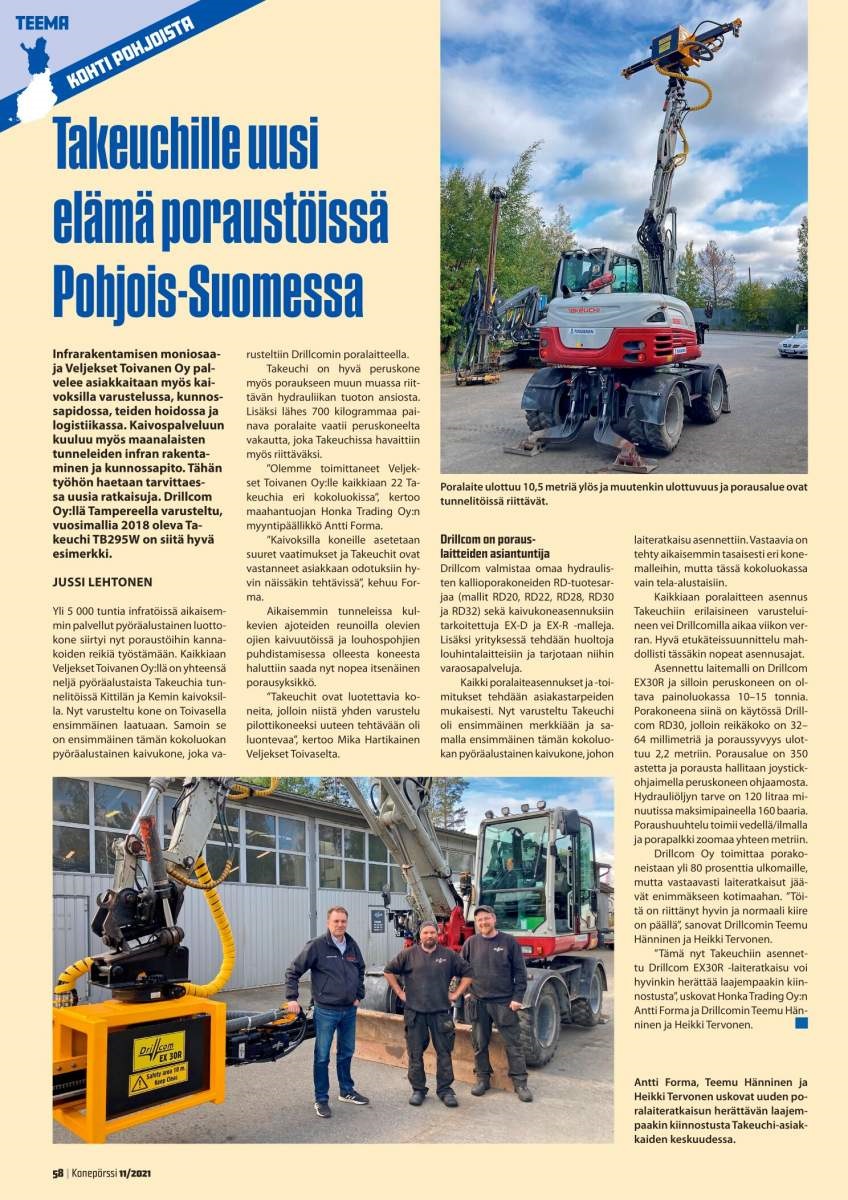 TEEMA
KOHTI POHJOISTA
Takeuchille uusi
elämä poraustöissä
Pohjois-Suomessa
Infrarakentamisen moniosaa-
ja Veljekset Toivanen Oy pal-
velee asiakkaitaan myös kai-
voksilla varustelussa, kunnos-
sapidossa, teiden hoidossa ja
logistiikassa. Kaivospalveluun
kuuluu myös maanalaisten
tunneleiden infran rakenta-
minen ja kunnossapito. Tähän
työhön haetaan tarvittaes-
sa uusia ratkaisuja. Drillcom
Oy:llä Tampereella varusteltu,
vuosimallia 2018 oleva Ta-
keuchi TB295W on siitä hyvä
esimerkki.
JUSSI LEHTONEN
Yli 5 000 tuntia infratöissä aikaisem-
min palvellut pyöräalustainen luotto-
kone siirtyi nyt poraustöihin kanna-
koiden reikiä työstämään. Kaikkiaan
Veljekset Toivanen Oy:llä on yhteensä
neljä pyöräalustaista Takeuchia tun-
nelitöissä Kittilän ja Kemin kaivoksil-
la. Nyt varusteltu kone on Toivasella
ensimmäinen laatuaan. Samoin se
on ensimmäinen tämän kokoluokan
pyöräalustainen kaivukone, joka va-
rusteltiin Drillcomin poralaitteella.
Takeuchi on hyvä peruskone
myös poraukseen muun muassa riit-
tävän hydrauliikan tuoton ansiosta.
Lisäksi lähes 700 kilogrammaa pai-
nava poralaite vaatii peruskoneelta
vakautta, joka Takeuchissa havaittiin
myös riittäväksi.
"Olemme toimittaneet Veljek-
set Toivanen Oy:lle kaikkiaan 22 Ta-
keuchia eri kokoluokissa", kertoo
maahantuojan Honka Trading Oy:n
myyntipäällikkö Antti Forma.
"Kaivoksilla koneille asetetaan
suuret vaatimukset ja Takeuchit ovat
vastanneet asiakkaan odotuksiin hy-
vin näissäkin tehtävissä", kehuu For-
ma.
Aikaisemmin tunneleissa kul-
kevien ajoteiden reunoilla olevien
ojien kaivuutöissä ja louhospohjien
puhdistamisessa olleesta koneesta
haluttiin saada nyt nopea itsenäinen
porausyksikkö.
"Takeuchit ovat luotettavia ko-
neita, jolloin niistä yhden varustelu
pilottikoneeksi uuteen tehtävään oli
luontevaa", kertoo Mika Hartikainen
Veljekset Toivaselta.
TAKEUCHI
Poralaite ulottuu 10,5 metriä ylös ja muutenkin ulottuvuus ja porausalue ovat
tunnelitöissä riittävät.
Drillcom on poraus-
laitteiden asiantuntija
Drillcom valmistaa omaa hydraulis-
ten kallioporakoneiden RD-tuotesar-
jaa (mallit RD20, RD22, RD28, RD30
ja RD32) sekä kaivukoneasennuksiin
tarkoitettuja EX-D ja EX-R -malleja.
Lisäksi yrityksessä tehdään huoltoja
louhintalaitteisiin ja tarjotaan niihin
varaosapalveluja.
Kaikki poralaiteasennukset ja -toi-
mitukset tehdään asiakastarpeiden
mukaisesti. Nyt varusteltu Takeuchi
oli ensimmäinen merkkiään ja sa-
malla ensimmäinen tämän kokoluo-
kan pyöräalustainen kaivukone, johon
laiteratkaisu asennettiin. Vastaavia on
tehty aikaisemmin tasaisesti eri kone-
malleihin, mutta tässä kokoluokassa
vain tela-alustaisiin.
Kaikkiaan poralaitteen asennus
Takeuchiin erilaisineen varustelui-
neen vei Drillcomilla aikaa viikon ver-
ran. Hyvä etukäteissuunnittelu mah-
dollisti tässäkin nopeat asennusajat.
Asennettu laitemalli on Drillcom
EX30R ja silloin peruskoneen on ol-
tava painoluokassa 10–15 tonnia.
Porakoneena siinä on käytössä Drill-
com RD30, jolloin reikäkoko on 32–
64 millimetriä ja poraussyvyys ulot-
tuu 2,2 metriin. Porausalue on 350
astetta ja porausta hallitaan joystick-
ohjaimella peruskoneen ohjaamosta.
Hydrauliöljyn tarve on 120 litraa mi-
nuutissa maksimipaineella 160 baaria.
Poraushuuhtelu toimii vedellä/ilmalla
ja porapalkki zoomaa yhteen metriin.
Drillcom Oy toimittaa porako-
neistaan yli 80 prosenttia ulkomaille,
mutta vastaavasti laiteratkaisut jää-
vät enimmäkseen kotimaahan. "Töi-
tä on riittänyt hyvin ja normaali kiire
on päällä", sanovat Drillcomin Teemu
Hänninen ja Heikki Tervonen.
"Tämä nyt Takeuchiin asennet-
tu Drillcom EX30R -laiteratkaisu voi
hyvinkin herättää laajempaakin kiin-
nostusta", uskovat Honka Trading Oy:n
Antti Forma ja Drillcomin Teemu Hän-
ninen ja Heikki Tervonen.
Drillcom
EX 30R
Safety area 10 m.
Keep Clear.
Antti Forma, Teemu Hänninen ja
Heikki Tervonen uskovat uuden po-
ralaiteratkaisun herättävän laajem-
paakin kiinnostusta Takeuchi-asiak-
kaiden keskuudessa.
58 | Konepörssi 11/2021